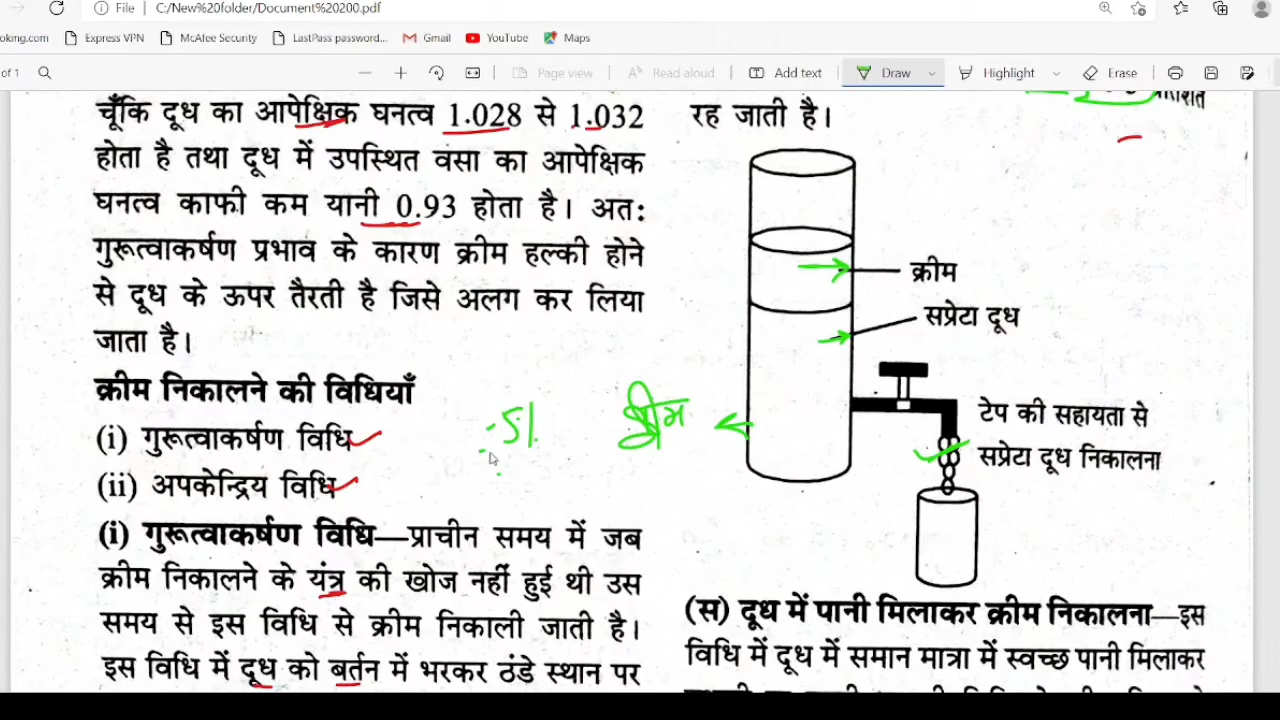 File
C:/New%20folder/Document%20200.pdf
oking.com
Express VPN
McAfee Security
LastPass password...
Gmail
YouTube
Maps
of 1
Page view
Read aloud
Add text
Draw
Highlight
Erase
चूँकि दूध का आपेक्षिक घनत्व 1.028 से 1.032
होता है तथा दूध में उपस्थित वसा का आपेक्षिक
घनत्व काफी कम यानी 0.93 होता है। अतः
गुरूत्वाकर्षण प्रभाव के कारण क्रीम हल्की होने
से दूध के ऊपर तैरती है जिसे अलग कर लिया
जाता है।
क्रीम निकालने की विधियाँ
(i) गुरूत्वाकर्षण विधि
(ii) अपकेन्द्रिय विधि
(i) गुरूत्वाकर्षण विधि—प्राचीन समय में जब
क्रीम निकालने के यंत्र की खोज नहीं हुई थी उस
समय से इस विधि से क्रीम निकाली जाती है।
इस विधि में दूध को बर्तन में भरकर ठंडे स्थान पर
क्रीम
रह जाती है।
क्रीम
सप्रेटा दूध
टेप की सहायता से
सप्रेटा दूध निकालना
(स) दूध में पानी मिलाकर क्रीम निकालना—इस
विधि में दूध में समान मात्रा में स्वच्छ पानी मिलाकर